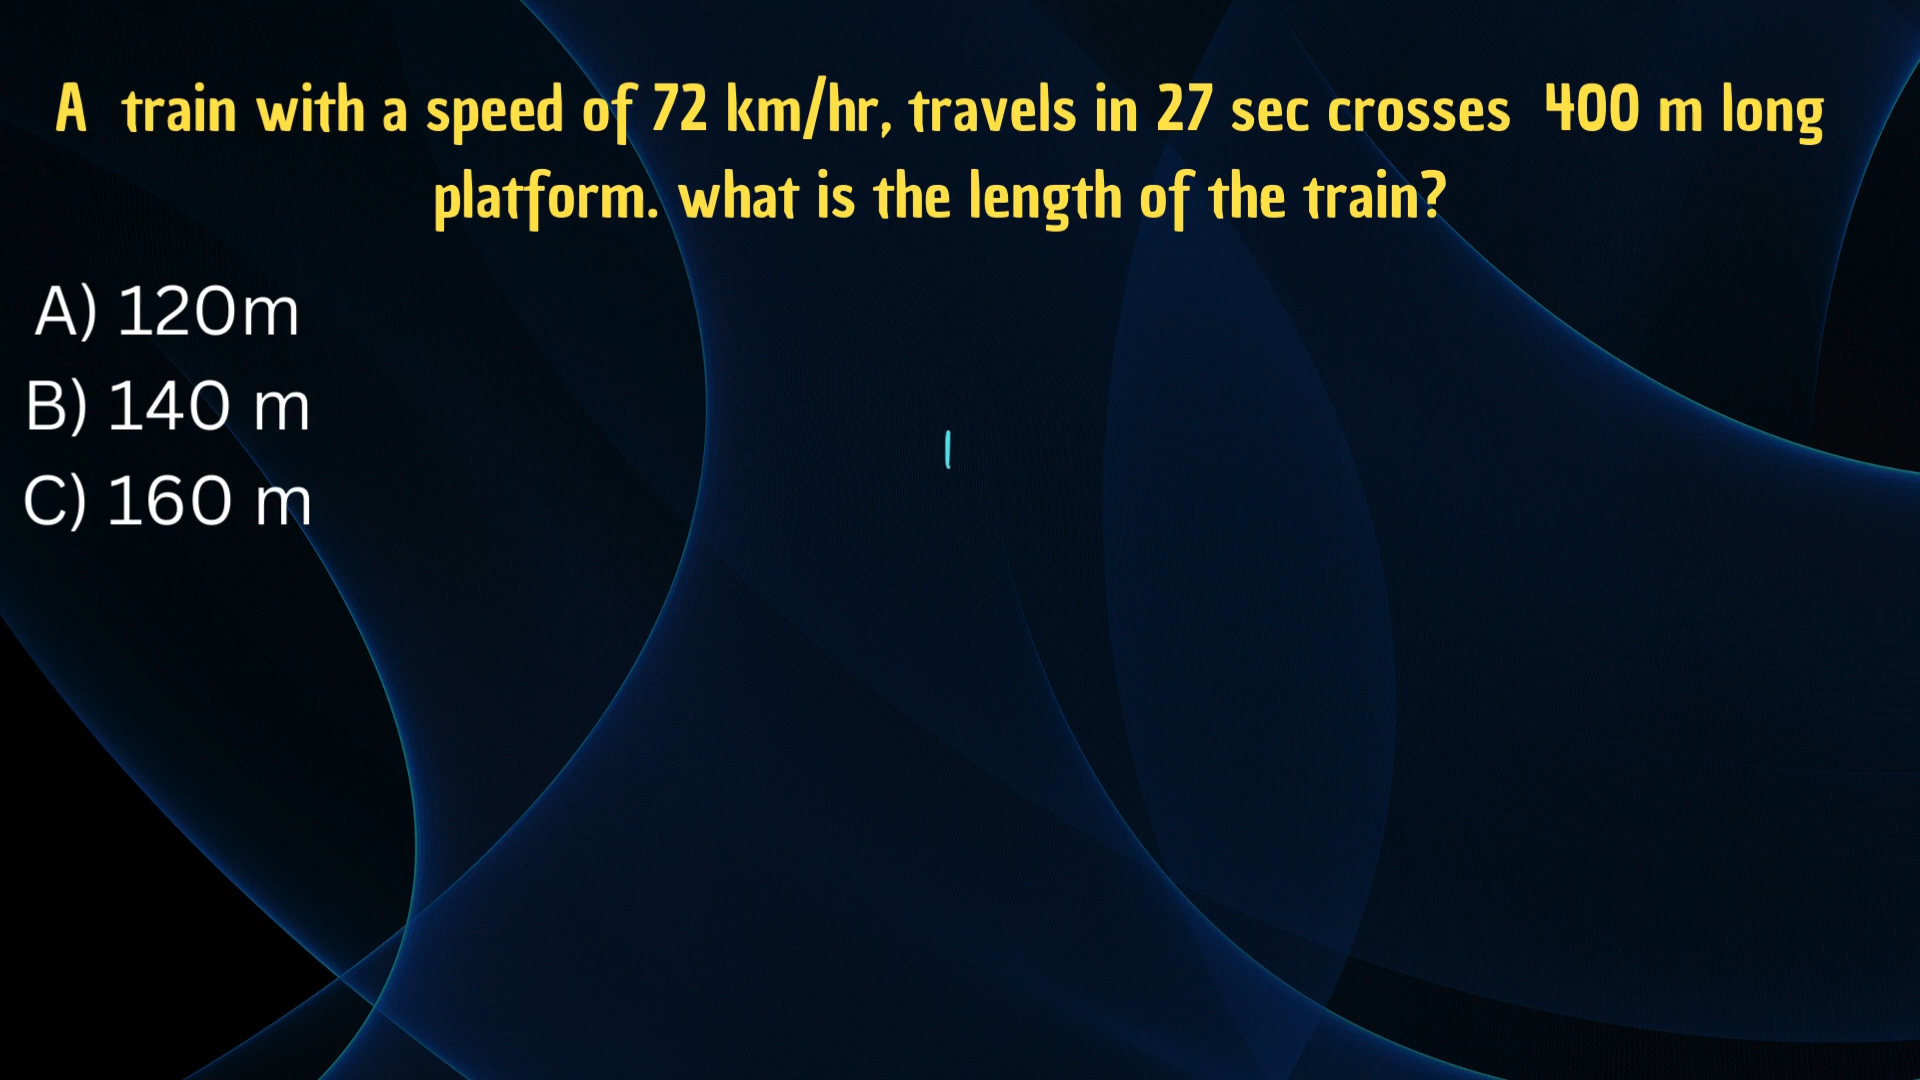 A train with a speed of 72 km/hr, travels in 27 sec crosses 400 m long
platform. what is the length of the train?
A) 120m
B) 140 m
C) 160 m